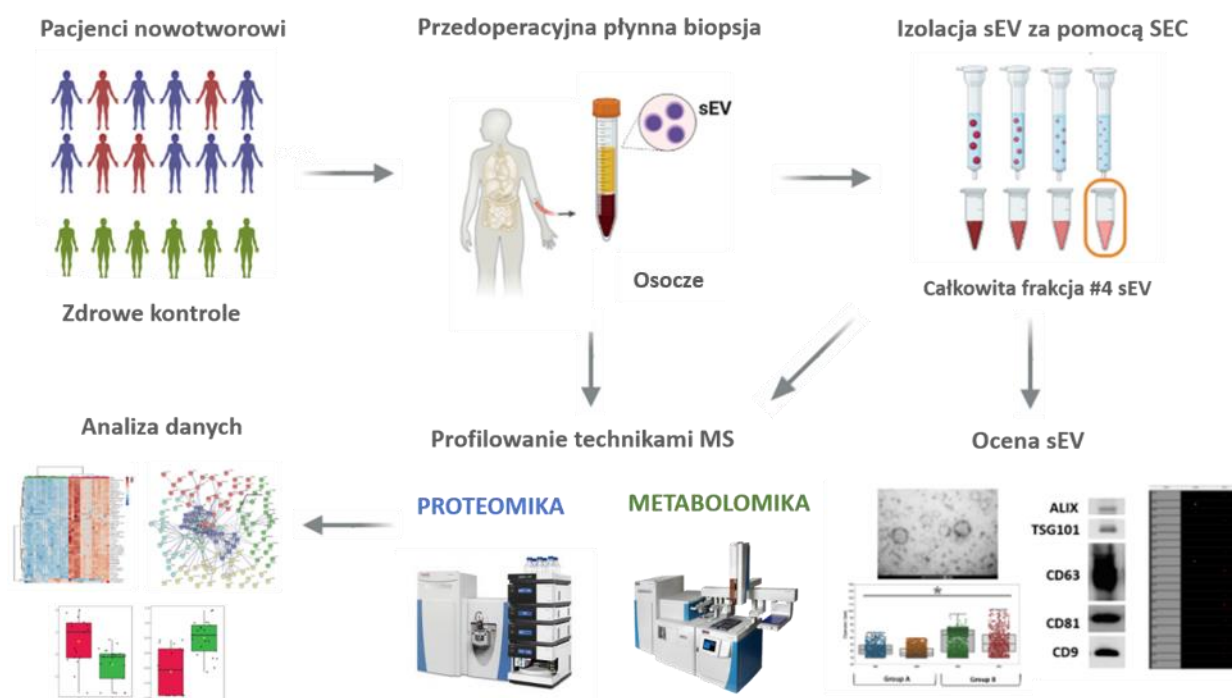 Pacjenci nowotworowi
Przedoperacyjna płynna biopsja
Izolacja sEV za pomocą SEC
sEV
Osocze
Zdrowe kontrole
Całkowita frakcja #4 sEV
Analiza danych
Profilowanie technikami MS
Ocena sEV
PROTEOMIKA
METABOLOMIKA
ALIX
TSG101
CD63
CD81
CD9
*
Group A
Group B